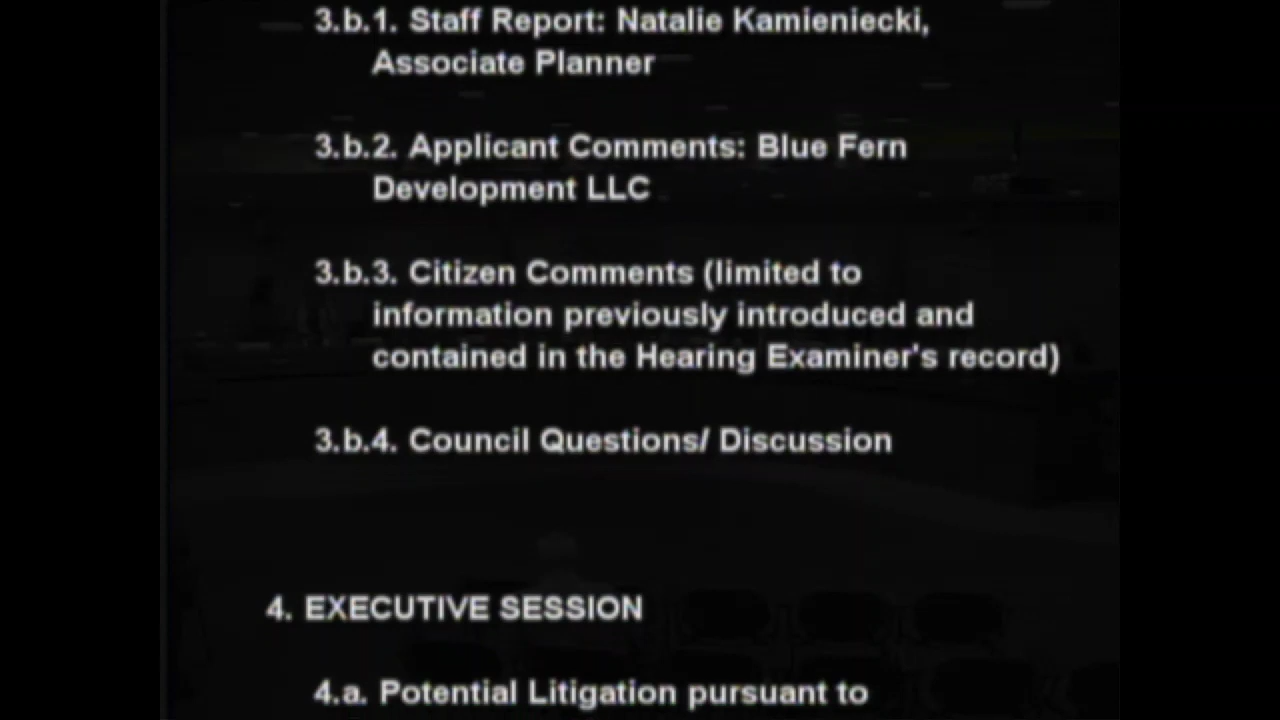 3.b.1. Staff Report: Natalie Kamieniecki,
Associate Planner
3.b.2. Applicant Comments: Blue Fern
Development LLC
3.b.3. Citizen Comments (limited to
information previously introduced and
contained in the Hearing Examiner's record)
3.b.4. Council Questions/ Discussion
4. EXECUTIVE SESSION
4.a. Potential Litigation pursuant to